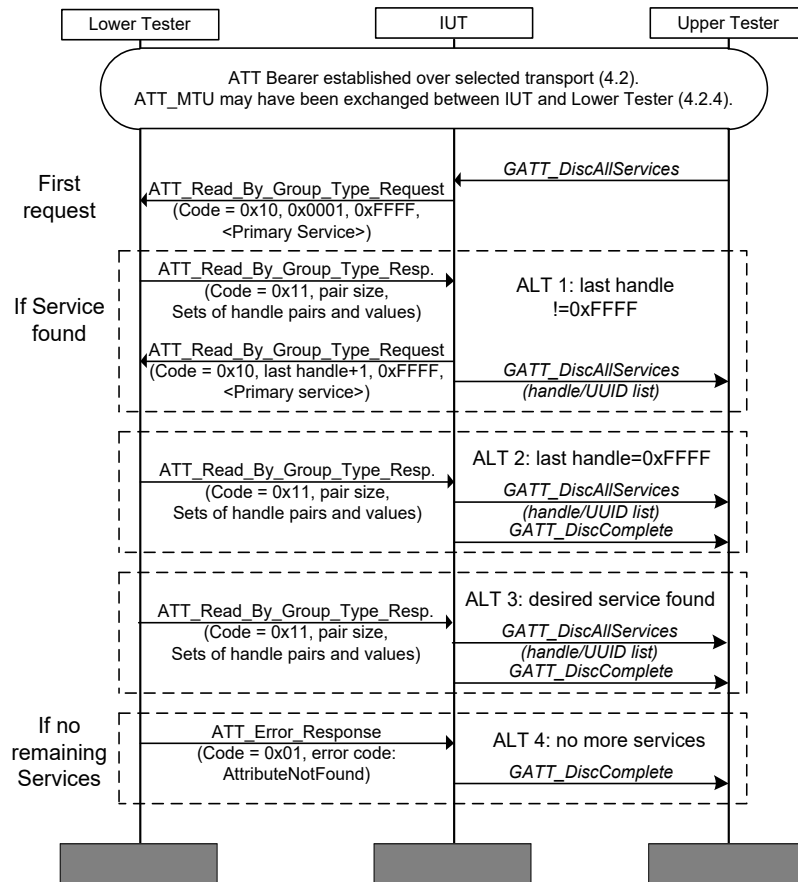 Lower Tester
IUT
Upper Tester
ATT Bearer established over selected transport (4.2).
ATT_MTU may have been exchanged between IUT and Lower Tester (4.2.4).
First
request
GATT_DiscAllServices
ATT_Read_By_Group_Type_Request
(Code = 0x10, 0x0001, 0xFFFF,
<Primary Service>)
If Service
found
ATT_Read_By_Group_Type_Resp.
(Code = 0x11, pair size,
Sets of handle pairs and values)
ALT 1: last handle
!=0xFFFF
ATT_Read_By_Group_Type_Request
(Code = 0x10, last handle+1, 0xFFFF,
<Primary service>)
GATT_DiscAllServices
(handle/UUID list)
ALT 2: last handle=0xFFFF
ATT_Read_By_Group_Type_Resp.
(Code = 0x11, pair size,
Sets of handle pairs and values)
GATT_DiscAllServices
(handle/UUID list)
GATT_DiscComplete
ALT 3: desired service found
ATT_Read_By_Group_Type_Resp.
(Code = 0x11, pair size,
Sets of handle pairs and values)
GATT_DiscAllServices
(handle/UUID list)
GATT_DiscComplete
If no
remaining
Services
ATT_Error_Response
(Code = 0x01, error code:
AttributeNotFound)
ALT 4: no more services
GATT_DiscComplete